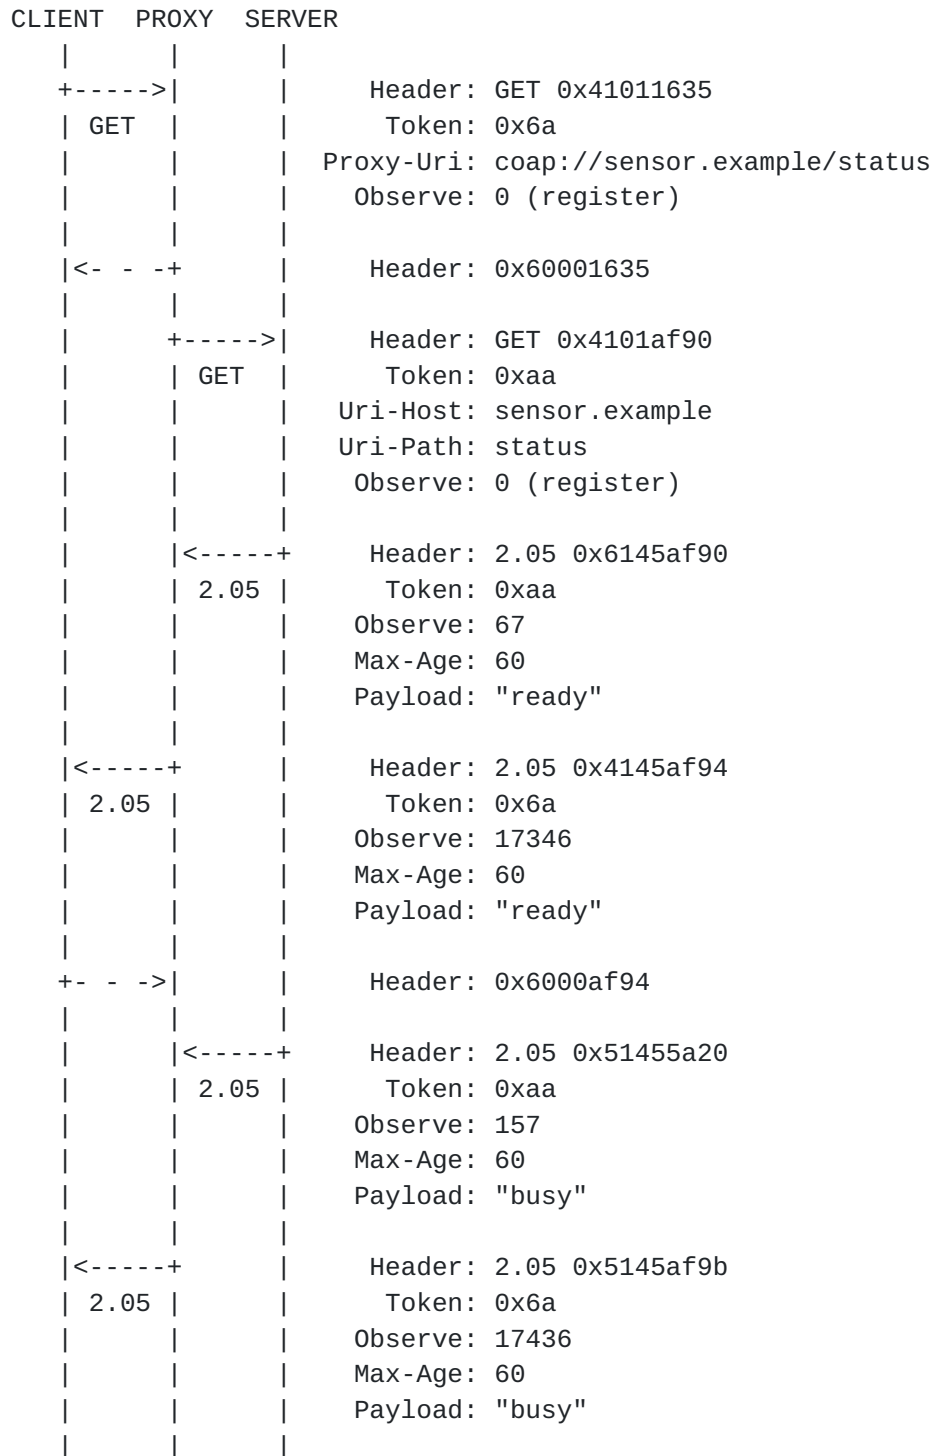 CLIENT  PROXY  SERVER
   |      |      |
   +----->|      |     Header: GET 0x41011635
   | GET  |      |      Token: 0x6a
   |      |      |  Proxy-Uri: coap://sensor.example/status
   |      |      |    Observe: 0 (register)
   |      |      |
   |<- - -+      |     Header: 0x60001635
   |      |      |
   |      +----->|     Header: GET 0x4101af90
   |      | GET  |      Token: 0xaa
   |      |      |   Uri-Host: sensor.example
   |      |      |   Uri-Path: status
   |      |      |    Observe: 0 (register)
   |      |      |
   |      |<-----+     Header: 2.05 0x6145af90
   |      | 2.05 |      Token: 0xaa
   |      |      |    Observe: 67
   |      |      |    Max-Age: 60
   |      |      |    Payload: "ready"
   |      |      |
   |<-----+      |     Header: 2.05 0x4145af94
   | 2.05 |      |      Token: 0x6a
   |      |      |    Observe: 17346
   |      |      |    Max-Age: 60
   |      |      |    Payload: "ready"
   |      |      |
   +- - ->|      |     Header: 0x6000af94
   |      |      |
   |      |<-----+     Header: 2.05 0x51455a20
   |      | 2.05 |      Token: 0xaa
   |      |      |    Observe: 157
   |      |      |    Max-Age: 60
   |      |      |    Payload: "busy"
   |      |      |
   |<-----+      |     Header: 2.05 0x5145af9b
   | 2.05 |      |      Token: 0x6a
   |      |      |    Observe: 17436
   |      |      |    Max-Age: 60
   |      |      |    Payload: "busy"
   |      |      |